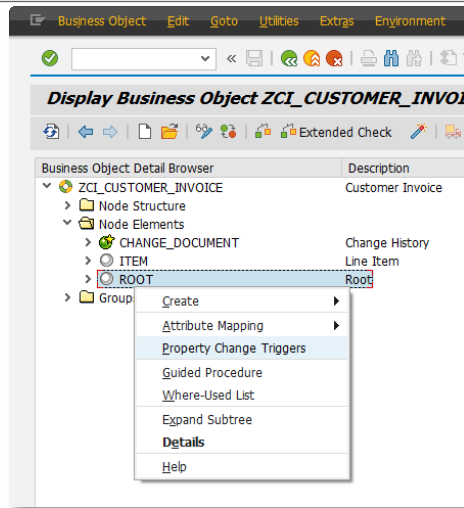 Business Object Edit Goto Utilities Extras Environment
Display Business Object ZCI_CUSTOMER_INVOI
Extended Check
Business Object Detail Browser Description
ZCI_CUSTOMER_INVOICE Customer Invoice
Node Structure
Node Elements
CHANGE_DOCUMENT Change History
ITEM Line Item
ROOT Root
Group
Create
Attribute Mapping
Property Change Triggers
Guided Procedure
Where-Used List
Expand Subtree
Details
Help